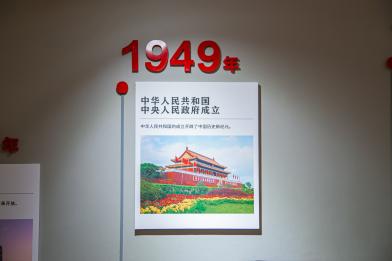 1949年
中华人民共和国
中央人民政府成立
中华人民共和国的成立开辟了中国历史新纪元。
年